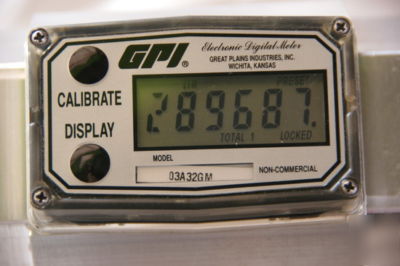 GPI ®
Electronic Digital Meter
GREAT PLAINS INDUSTRIES, INC.
WICHITA, KANSAS
CALIBRATE
DISPLAY
PRESET
289687.
TOTAL 1 LOCKED
MODEL
03A32GM
NON-COMMERCIAL